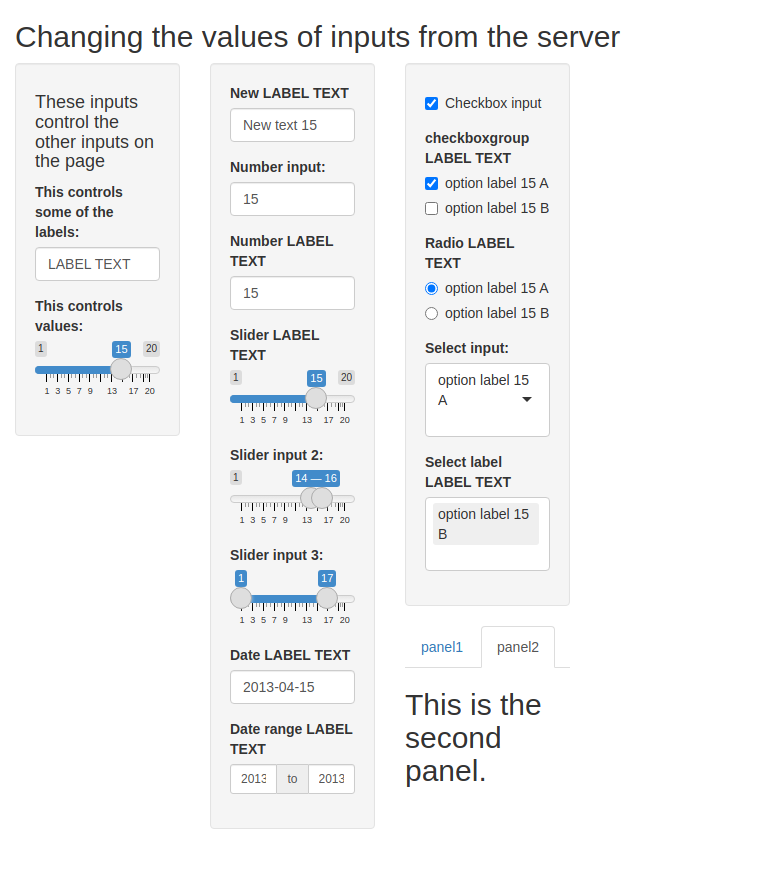 Changing the values of inputs from the server
These inputs
control the
other inputs on
the page
This controls
some of the
labels:
LABEL TEXT
This controls
values:
1 15 20
1 3 5 7 9 13 17 20
New LABEL TEXT
New text 15
Number input:
15
Number LABEL
TEXT
15
Slider LABEL
TEXT
1 15 20
1 3 5 7 9 13 17 20
Slider input 2:
1 14 — 16
1 3 5 7 9 13 17 20
Slider input 3:
1 17
1 3 5 7 9 13 17 20
Date LABEL TEXT
2013-04-15
Date range LABEL
TEXT
2013 to 2013
Checkbox input
checkboxgroup
LABEL TEXT
option label 15 A
option label 15 B
Radio LABEL
TEXT
option label 15 A
option label 15 B
Select input:
option label 15
A
Select label
LABEL TEXT
option label 15
B
panel1 panel2
This is the
second
panel.